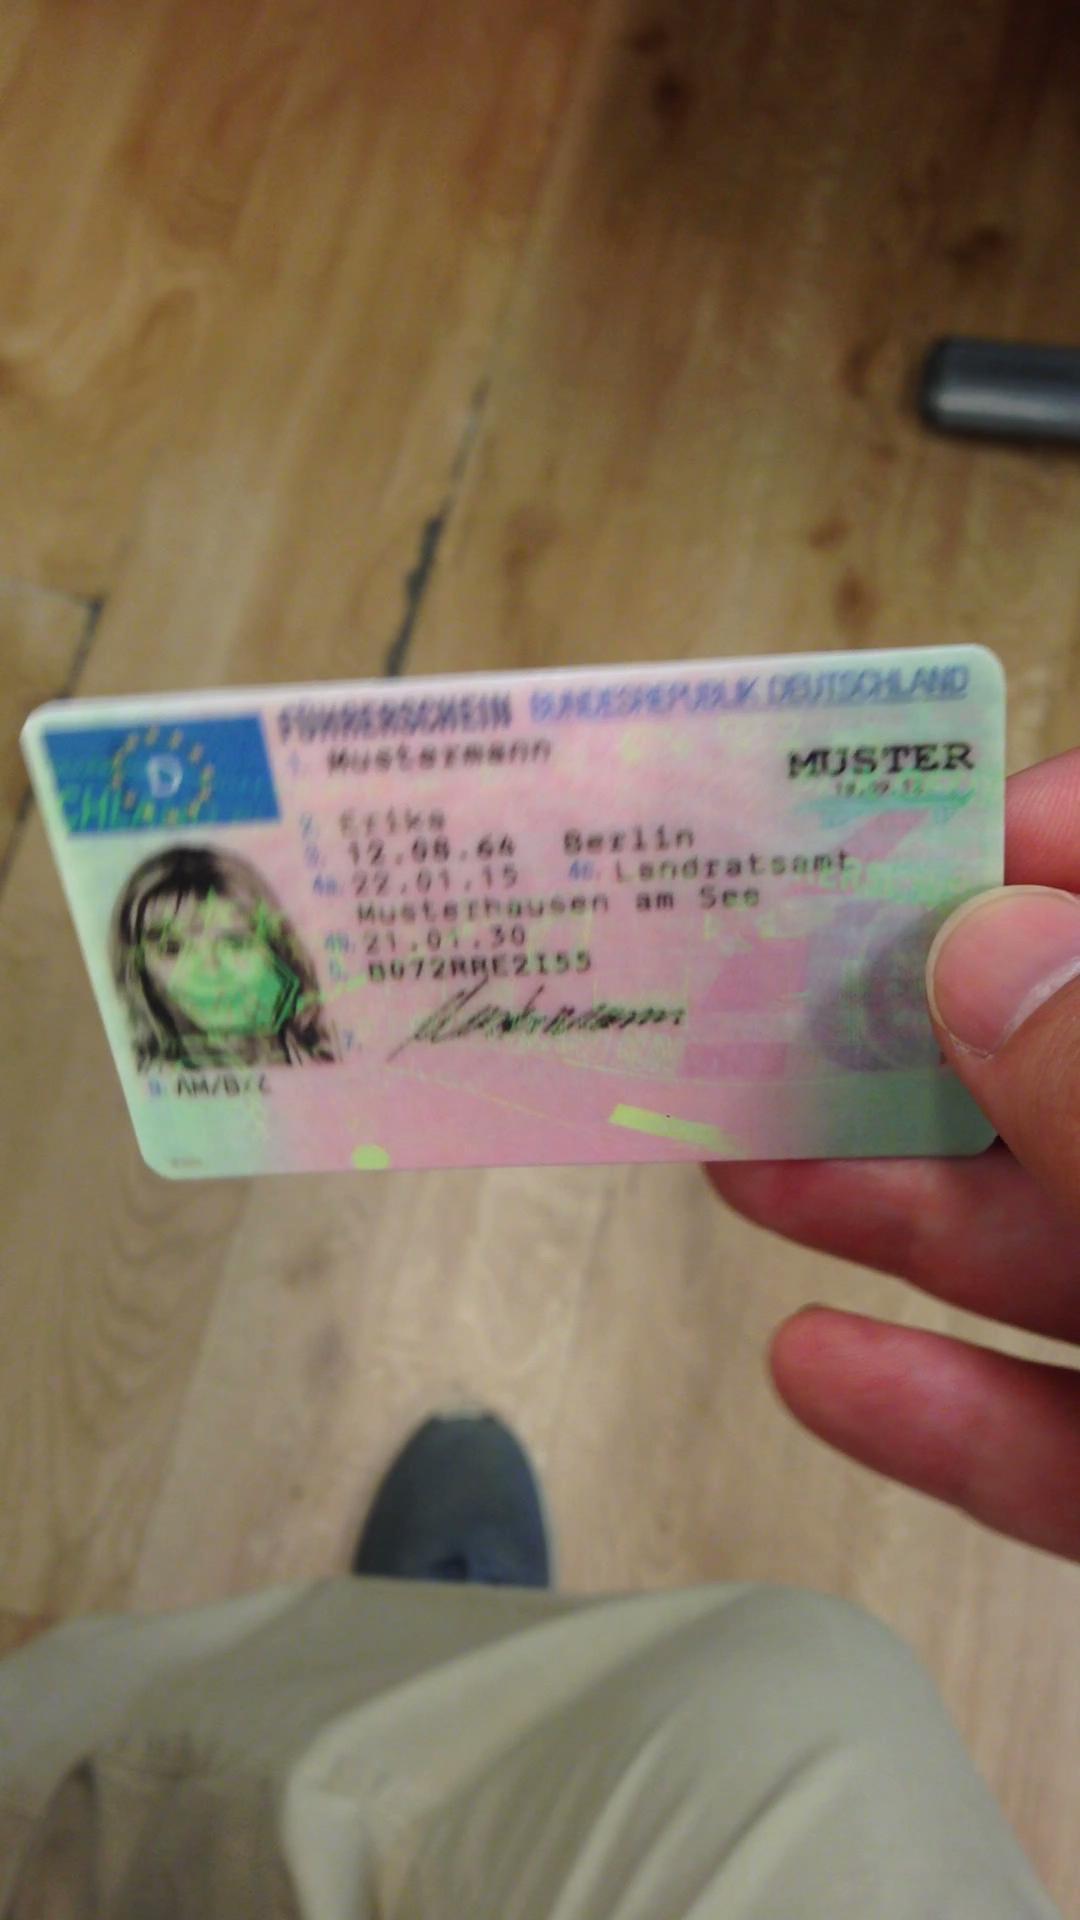 FÜHRERSCHEIN BUNDESREPUBLIK DEUTSCHLAND
D
1. Mustermann
MUSTER
2. Erika
3. 12.08.64 Berlin
4a. 22.01.15 4c. Landratsamt
Musterhausen am See
4b. 21.01.30
5. B072RRE2I55
7. Mustermann
9. AM/B/L